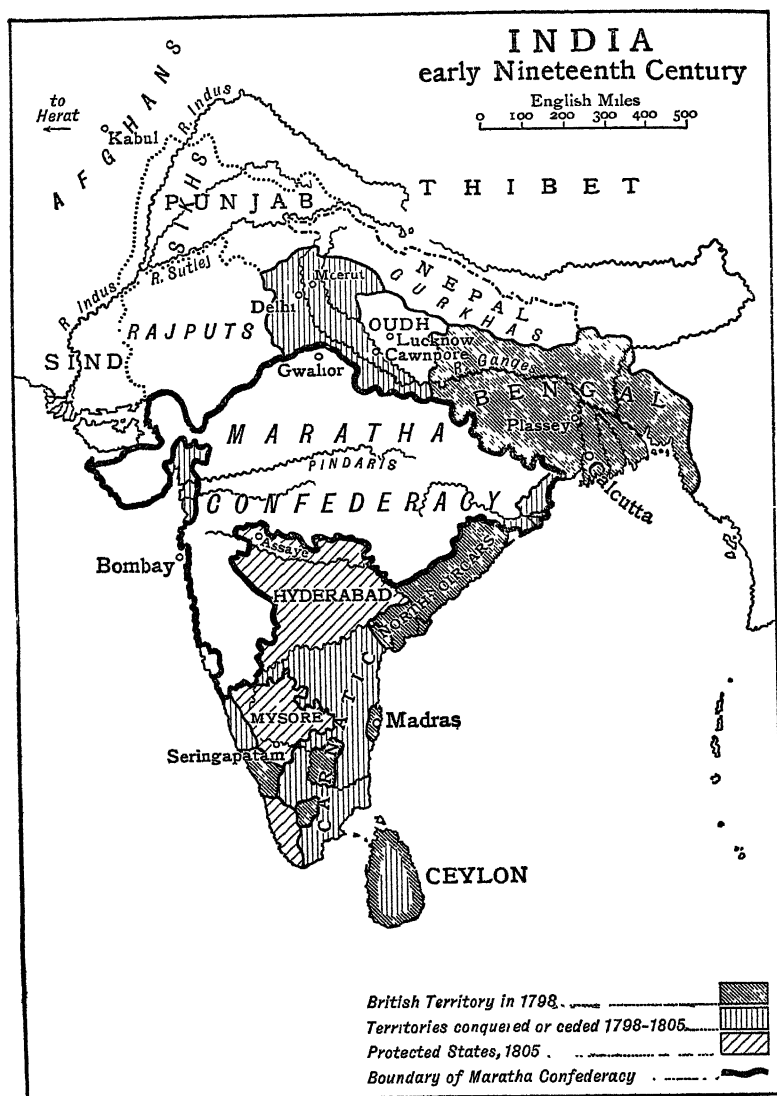 INDIA
early Nineteenth Century
English Miles
0 100 200 300 400 500
to
Herat
AFGHANS
Kabul
R. Indus
SIKHS
PUNJAB
THIBET
R. Sutlej
R. Indus
Meerut
Delhi
NEPAL
GURKHAS
RAJPUTS
OUDH
Lucknow
Cawnpore
SIND
Gwalior
R. Ganges
BENGAL
Plassey
MARATHA
PINDARIS
Calcutta
CONFEDERACY
Assaye
Bombay
HYDERABAD
NORTH CIRCARS
CARNATIC
MYSORE
Madras
Seringapatam
CEYLON
British Territory in 1798
Territories conquered or ceded 1798-1805
Protected States, 1805
Boundary of Maratha Confederacy